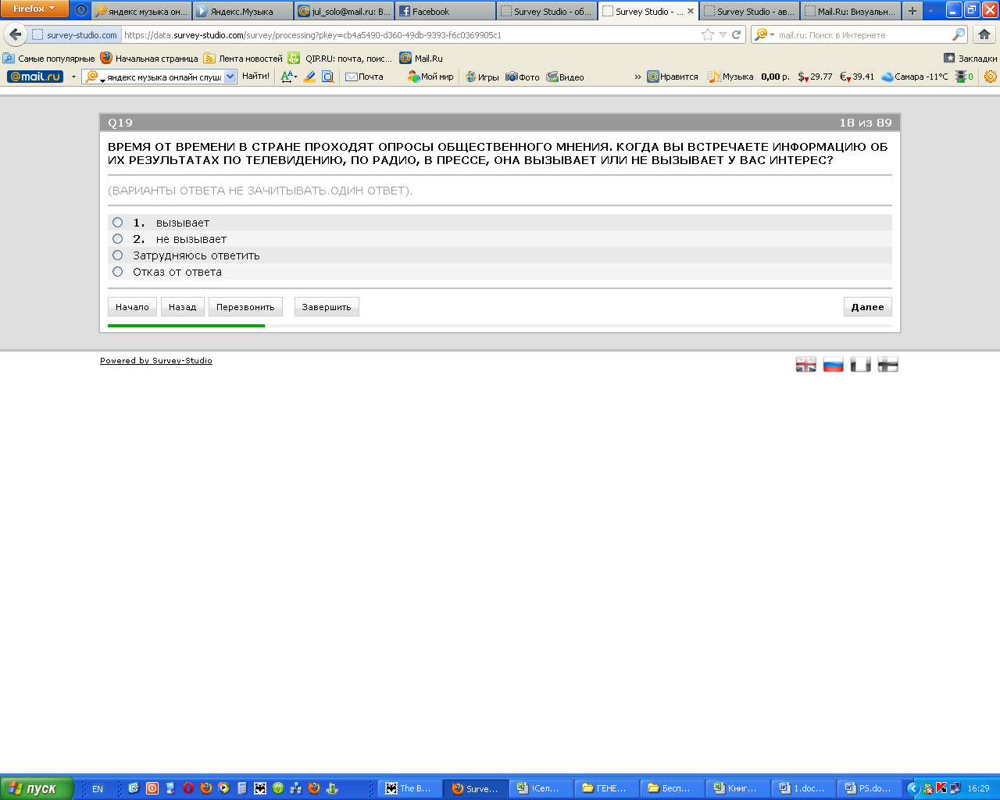 Firefox
яндекс музыка он...
Яндекс.Музыка
jul_solo@mail.ru: В...
Facebook
Survey Studio - об...
Survey Studio - ...
Survey Studio - ав...
Mail.Ru: Визуальн...
survey-studio.com
https://data.survey-studio.com/survey/processing?pkey=cb4a5490-d360-49db-9393-f6c0369905c1
mail.ru: Поиск в Интернете
Самые популярные
Начальная страница
Лента новостей
QIP.RU: почта, поис...
Mail.Ru
Закладки
@mail.ru
яндекс музыка онлайн слуша
Найти!
Почта
Мой мир
Игры
Фото
Видео
»
Нравится
Музыка
0,00 р.
$ 29.77
€ 39.41
Самара -11°C
0
Q19
18 из 89
ВРЕМЯ ОТ ВРЕМЕНИ В СТРАНЕ ПРОХОДЯТ ОПРОСЫ ОБЩЕСТВЕННОГО МНЕНИЯ. КОГДА ВЫ ВСТРЕЧАЕТЕ ИНФОРМАЦИЮ ОБ
ИХ РЕЗУЛЬТАТАХ ПО ТЕЛЕВИДЕНИЮ, ПО РАДИО, В ПРЕССЕ, ОНА ВЫЗЫВАЕТ ИЛИ НЕ ВЫЗЫВАЕТ У ВАС ИНТЕРЕС?
(ВАРИАНТЫ ОТВЕТА НЕ ЗАЧИТЫВАТЬ.ОДИН ОТВЕТ).
1. вызывает
2. не вызывает
Затрудняюсь ответить
Отказ от ответа
Начало
Назад
Перезвонить
Завершить
Далее
Powered by Survey-Studio
пуск
EN
The B...
Surve...
!Сел...
ГЕНЕ...
Бесп...
Книг...
1.doc...
PS.do...
16:29